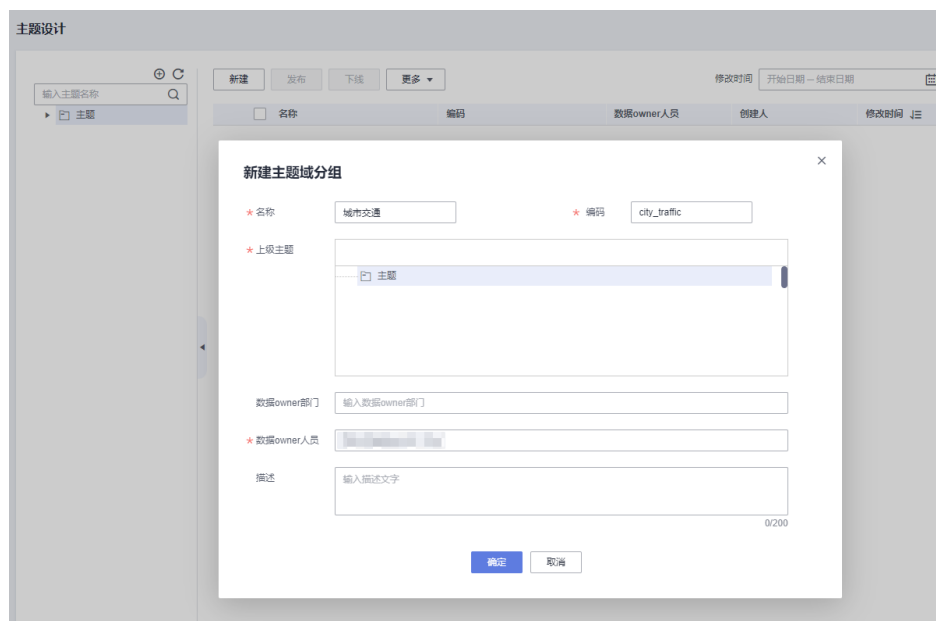 主题设计
新建 发布 下线 更多 修改时间 开始日期 – 结束日期
输入主题名称
主题
名称 编码 数据owner人员 创建人 修改时间
新建主题域分组
* 名称 城市交通 * 编码 city_traffic
* 上级主题
主题
数据owner部门 输入数据owner部门
* 数据owner人员
描述 输入描述文字
0/200
确定 取消